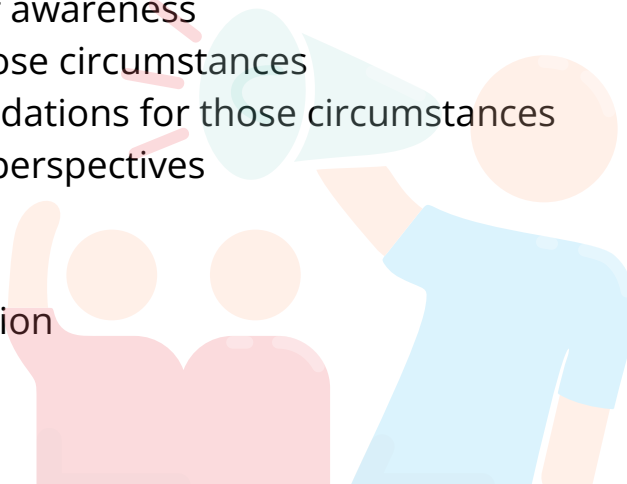 awareness
ose circumstances
dations for those circumstances
perspectives
ion